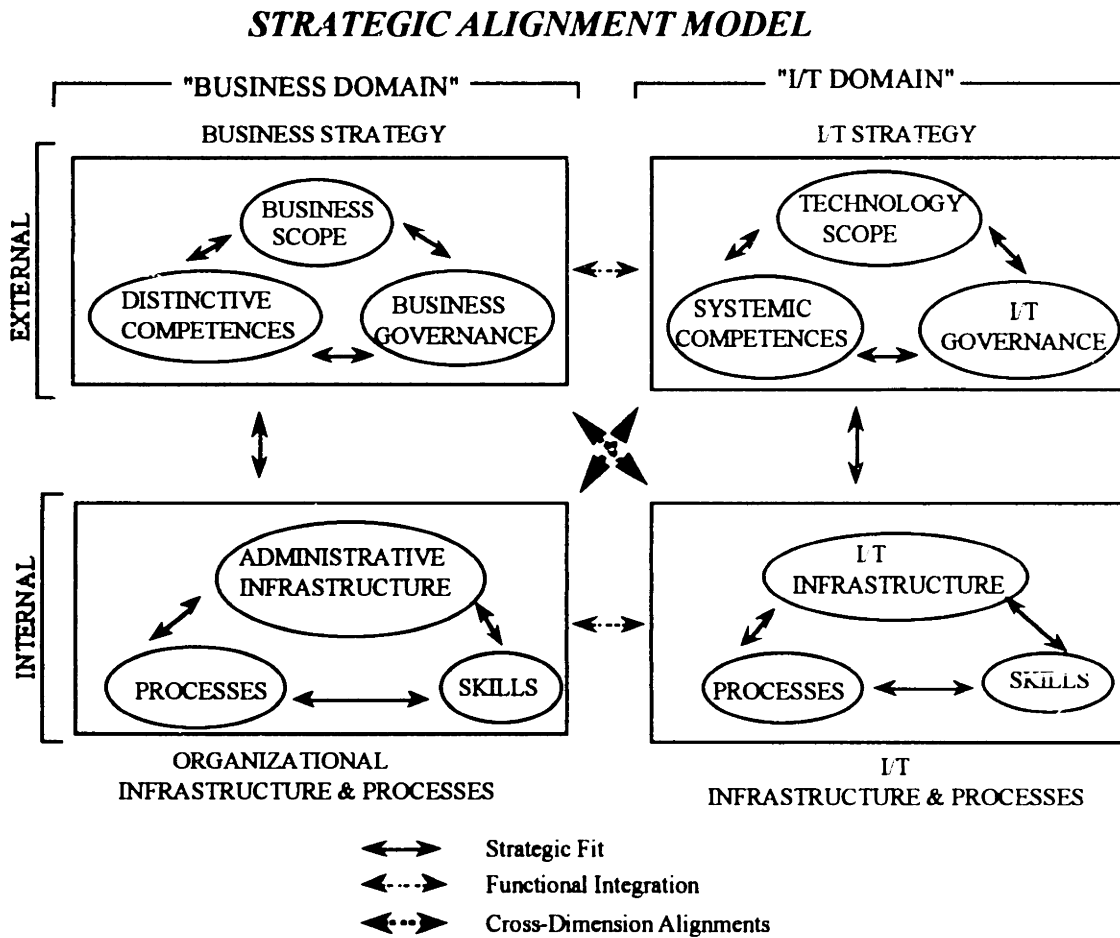 STRATEGIC ALIGNMENT MODEL
"BUSINESS DOMAIN"
"I/T DOMAIN"
BUSINESS STRATEGY
I/T STRATEGY
EXTERNAL
BUSINESS
SCOPE
DISTINCTIVE
COMPETENCES
BUSINESS
GOVERNANCE
TECHNOLOGY
SCOPE
SYSTEMIC
COMPETENCES
I/T
GOVERNANCE
INTERNAL
ADMINISTRATIVE
INFRASTRUCTURE
PROCESSES
SKILLS
I/T
INFRASTRUCTURE
PROCESSES
SKILLS
ORGANIZATIONAL
INFRASTRUCTURE & PROCESSES
I/T
INFRASTRUCTURE & PROCESSES
Strategic Fit
Functional Integration
Cross-Dimension Alignments